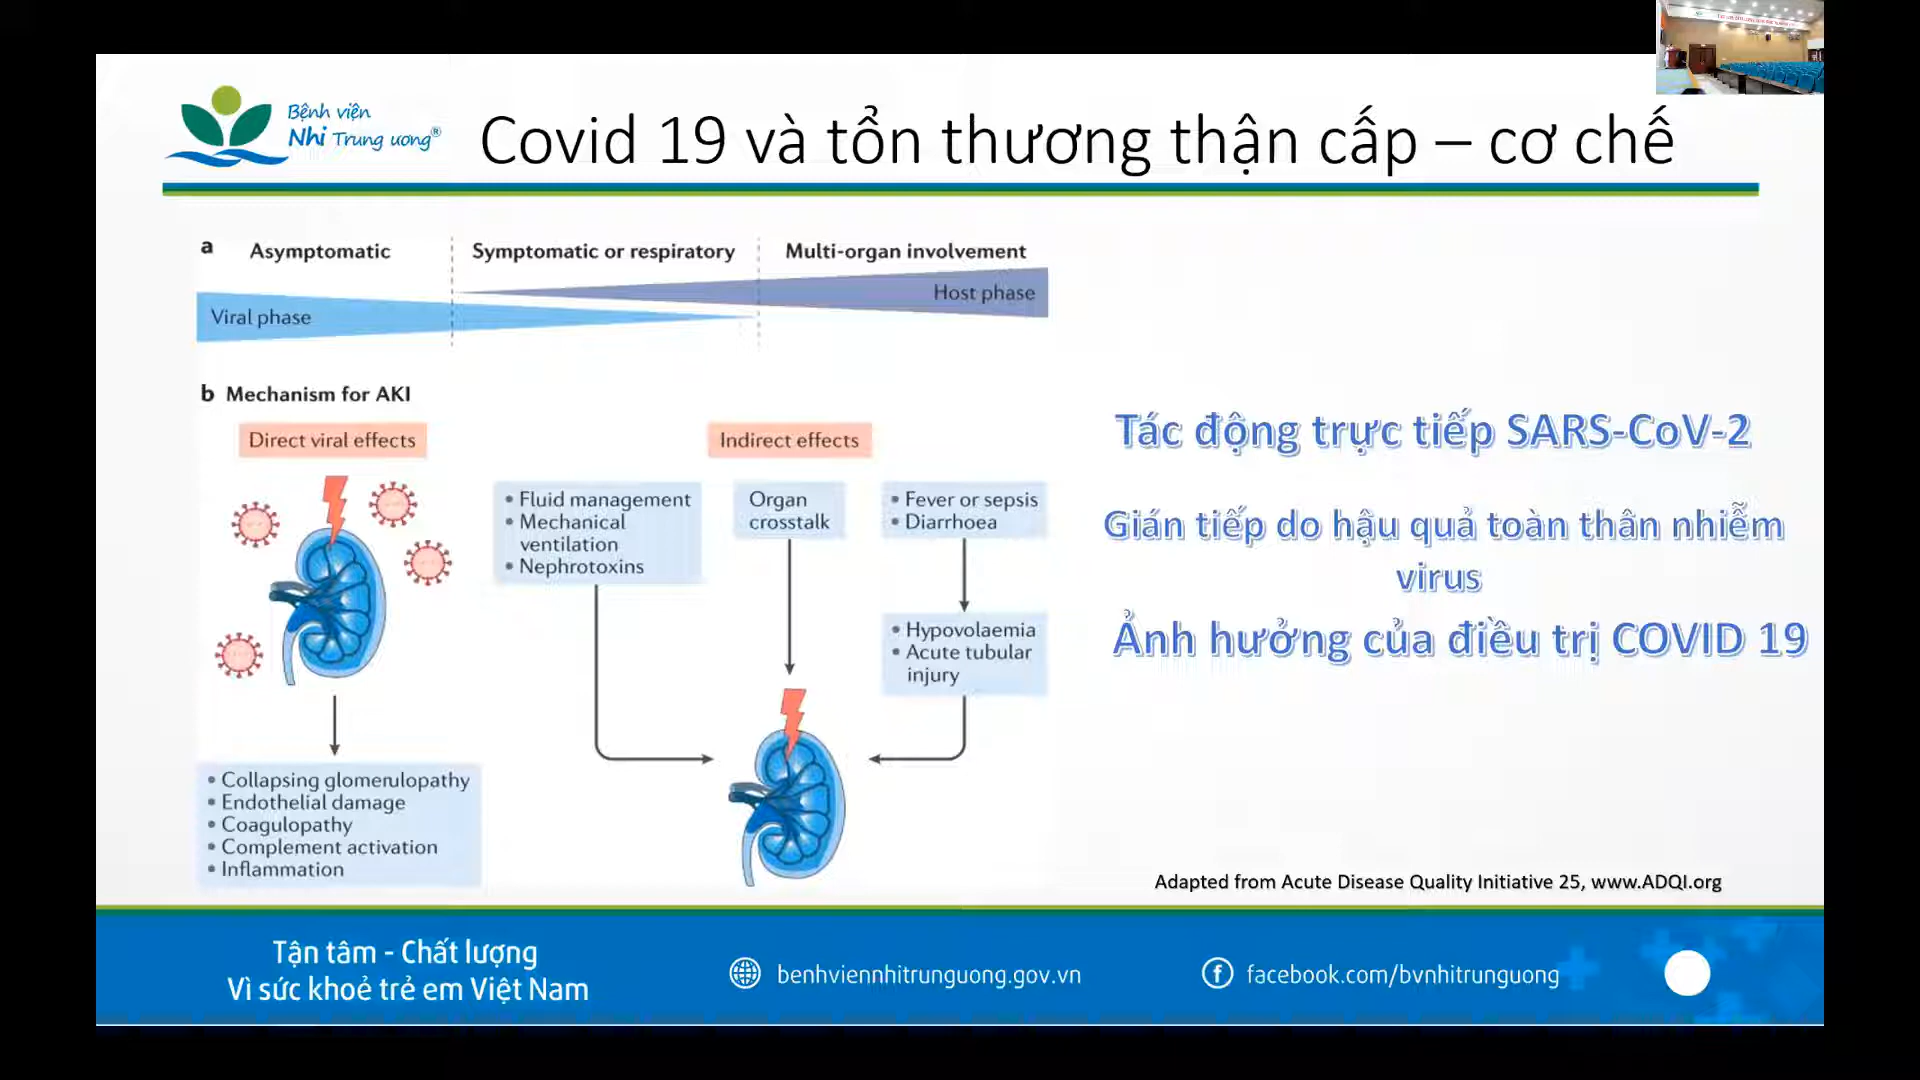 Bệnh viện
Nhi Trung ương®
Covid 19 và tổn thương thận cấp – cơ chế
a
Asymptomatic
Symptomatic or respiratory
Multi-organ involvement
Host phase
Viral phase
b Mechanism for AKI
Direct viral effects
Indirect effects
• Fluid management
• Mechanical
ventilation
• Nephrotoxins
Organ
crosstalk
• Fever or sepsis
• Diarrhoea
• Hypovolaemia
• Acute tubular
injury
• Collapsing glomerulopathy
• Endothelial damage
• Coagulopathy
• Complement activation
• Inflammation
Tác động trực tiếp SARS-CoV-2
Gián tiếp do hậu quả toàn thân nhiễm
virus
Ảnh hưởng của điều trị COVID 19
Adapted from Acute Disease Quality Initiative 25, www.ADQI.org
Tận tâm - Chất lượng
Vì sức khoẻ trẻ em Việt Nam
benhviennhitrunguong.gov.vn
facebook.com/bvnhitrunguong